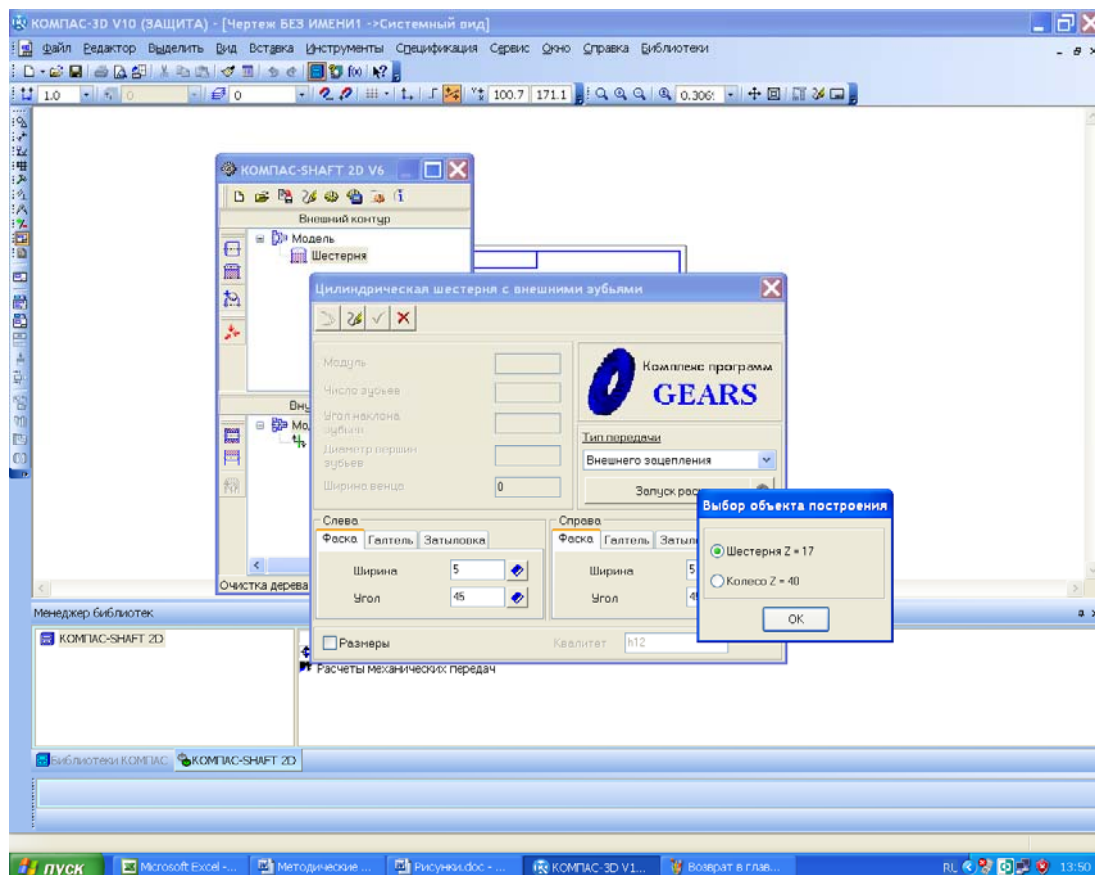 КОМПАС-3D V10 (ЗАЩИТА) - [Чертеж БЕЗ ИМЕНИ1 ->Системный вид]
Файл Редактор Выделить Вид Вставка Инструменты Спецификация Сервис Окно Справка Библиотеки
1.0 0 0 100.7 171.1 0.306
КОМПАС-SHAFT 2D V6
Внешний контур
Модель
Шестерня
Цилиндрическая шестерня с внешними зубьями
Модуль
Число зубьев
Угол наклона
зубьев
Диаметр вершин
зубьев
Ширина венца 0
Комплекс программ
GEARS
Тип передачи
Внешнего зацепления
Запуск рас
Вну
Мо
Выбор объекта построения
Шестерня Z = 17
Колесо Z = 40
OK
Слева
Фаска Галтель Затыловка
Ширина 5
Угол 45
Справа
Фаска Галтель Затыл
Ширина 5
Угол 45
Размеры
Квалитет h12
Очистка дерева
Менеджер библиотек
КОМПАС-SHAFT 2D
Расчеты механических передач
Библиотеки КОМПАС КОМПАС-SHAFT 2D
пуск Microsoft Excel -... Методические ... Рисунки.doc - ... КОМПАС-3D V1... Возврат в глав... RL 13:50